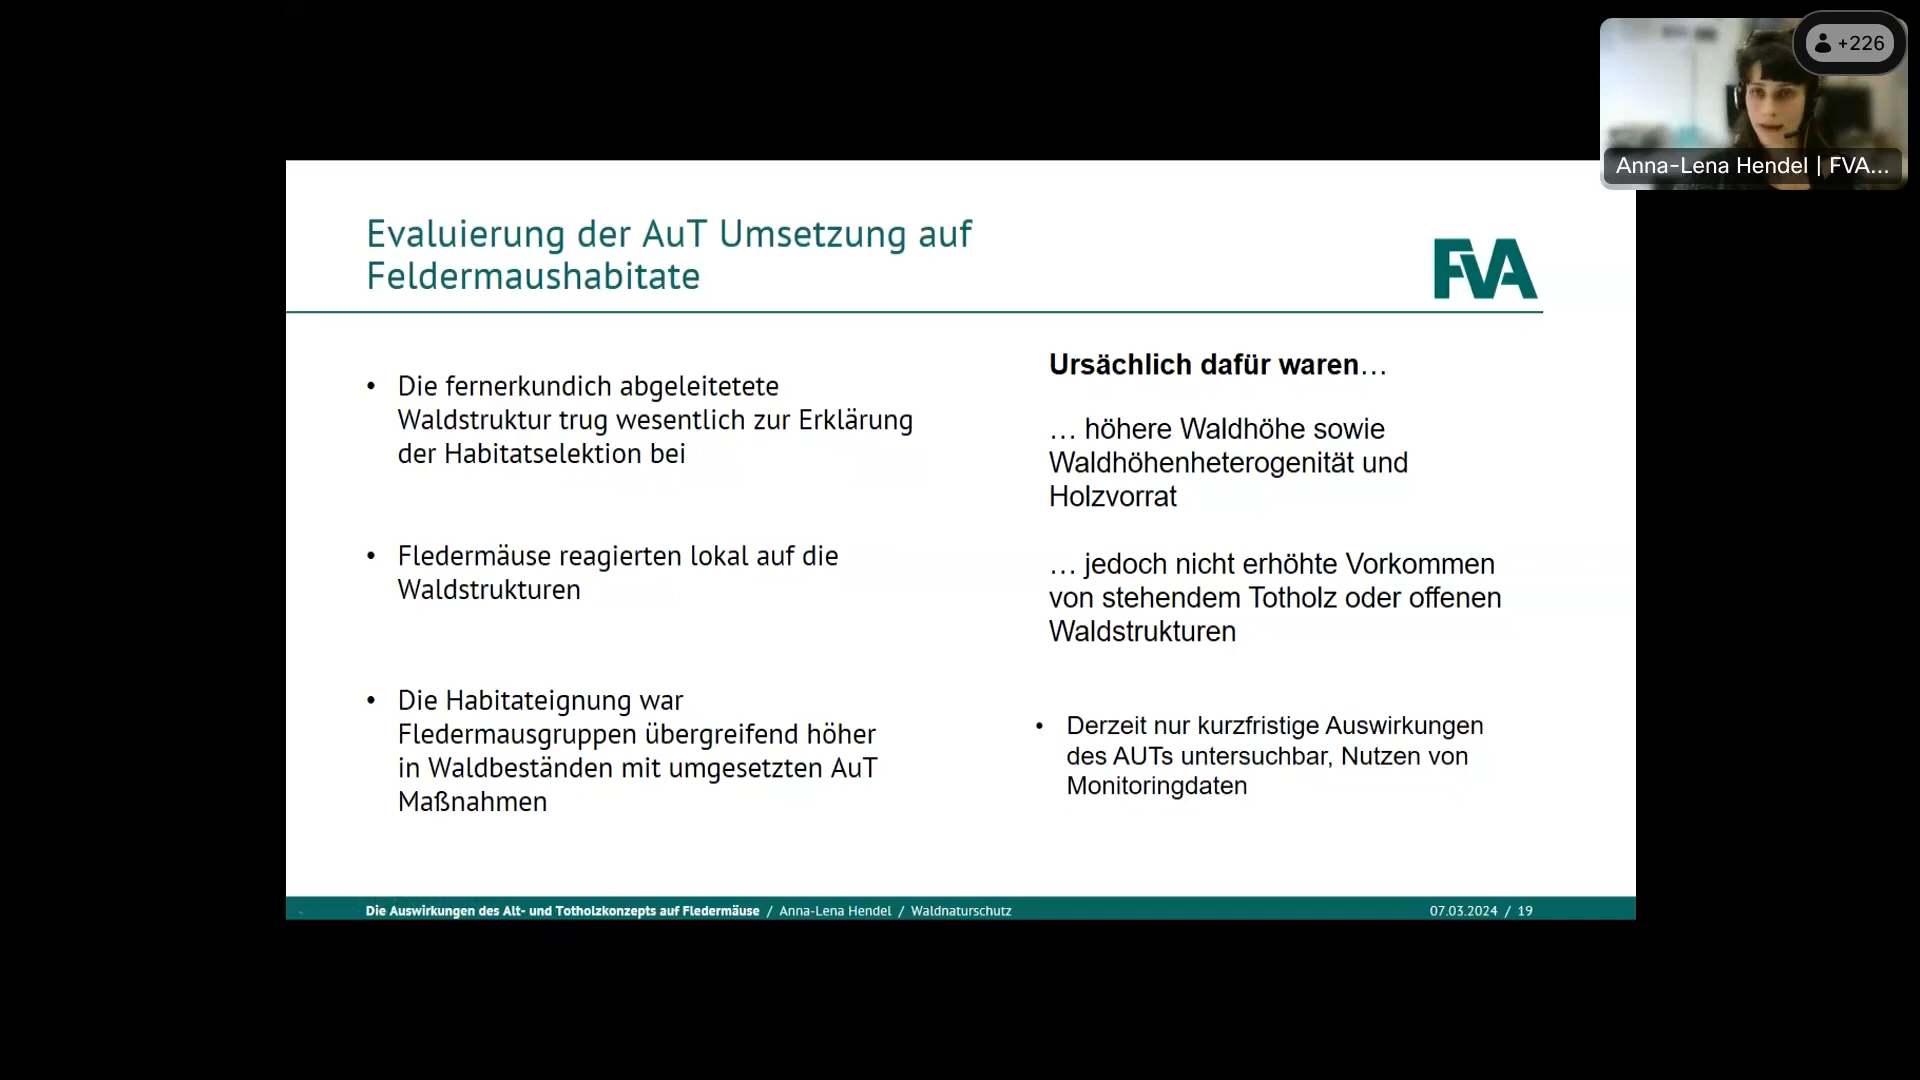 +226
Anna-Lena Hendel | FVA...
Evaluierung der AuT Umsetzung auf
Feldermaushabitate
FVA
• Die fernerkundich abgeleitetete
Waldstruktur trug wesentlich zur Erklärung
der Habitatselektion bei
• Fledermäuse reagierten lokal auf die
Waldstrukturen
• Die Habitateignung war
Fledermausgruppen übergreifend höher
in Waldbeständen mit umgesetzten AuT
Maßnahmen
Ursächlich dafür waren…
… höhere Waldhöhe sowie
Waldhöhenheterogenität und
Holzvorrat
… jedoch nicht erhöhte Vorkommen
von stehendem Totholz oder offenen
Waldstrukturen
• Derzeit nur kurzfristige Auswirkungen
des AUTs untersuchbar, Nutzen von
Monitoringdaten
Die Auswirkungen des Alt- und Totholzkonzepts auf Fledermäuse / Anna-Lena Hendel / Waldnaturschutz
07.03.2024 / 19